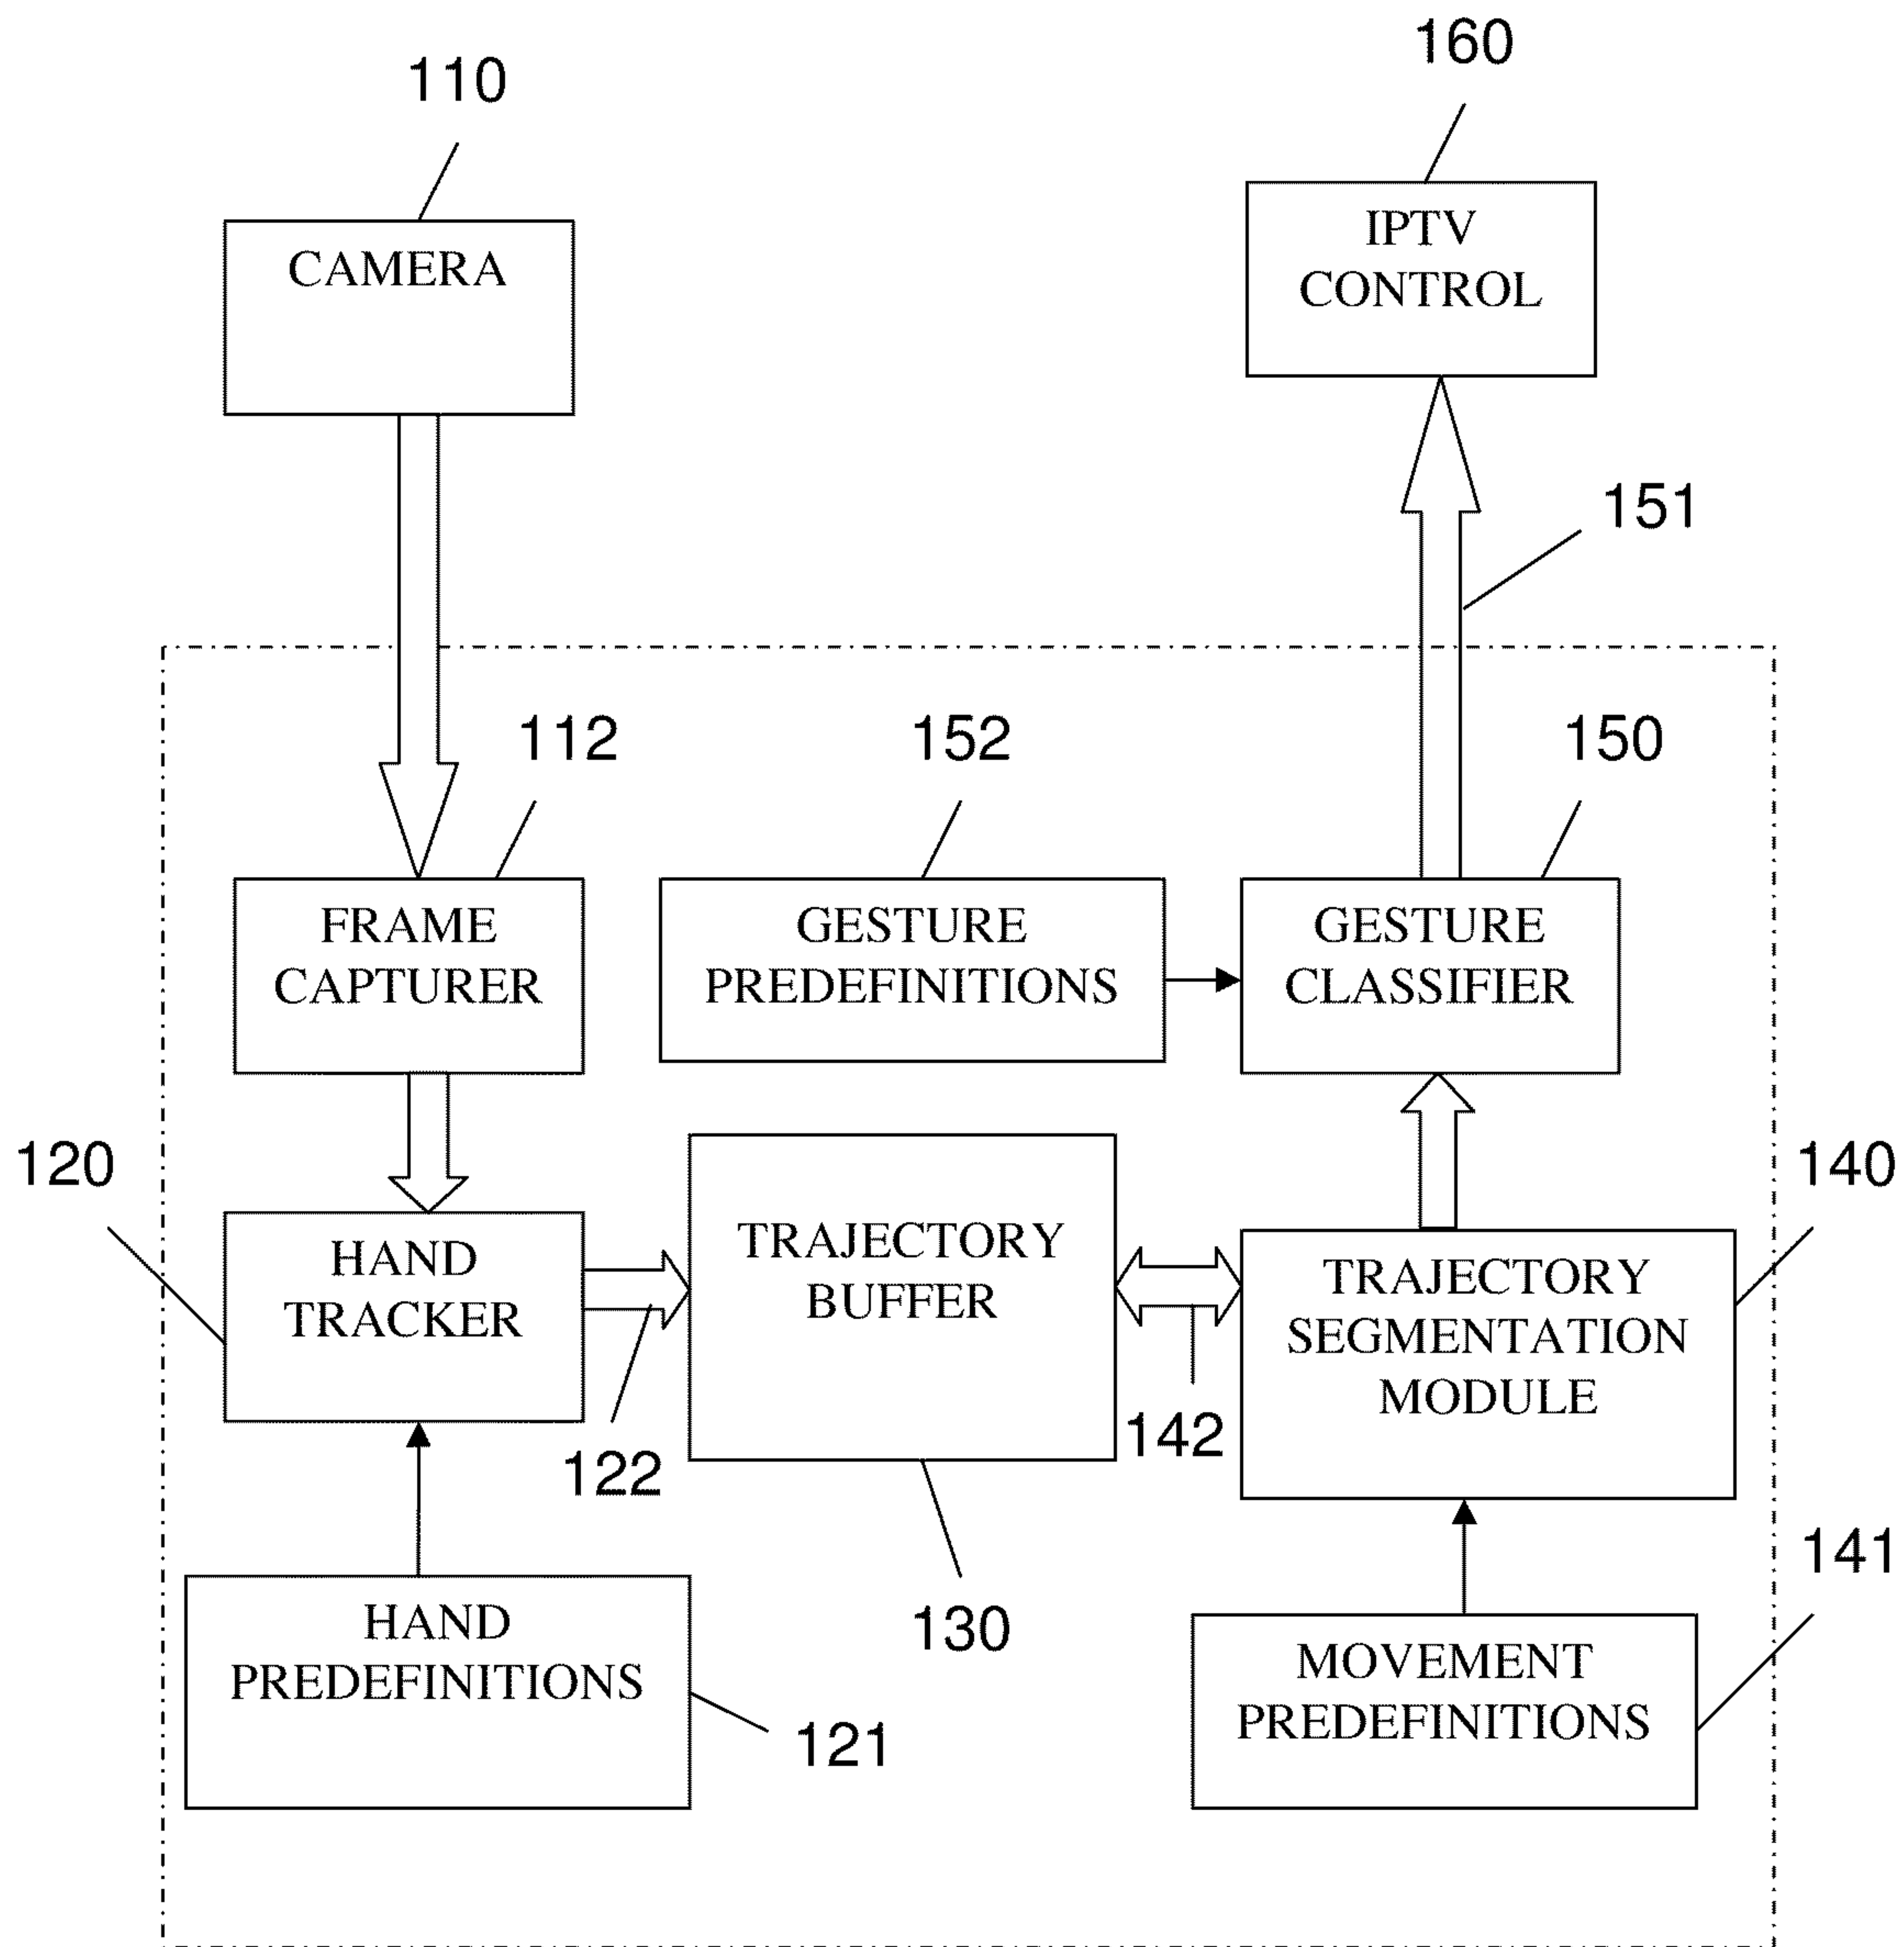 160
110
IPTV
CONTROL
CAMERA
151
112
152
150
FRAME
CAPTURER
GESTURE
PREDEFINITIONS
GESTURE
CLASSIFIER
120
140
HAND
TRACKER
TRAJECTORY
BUFFER
TRAJECTORY
SEGMENTATION
MODULE
122
142
141
HAND
PREDEFINITIONS
130
MOVEMENT
PREDEFINITIONS
121